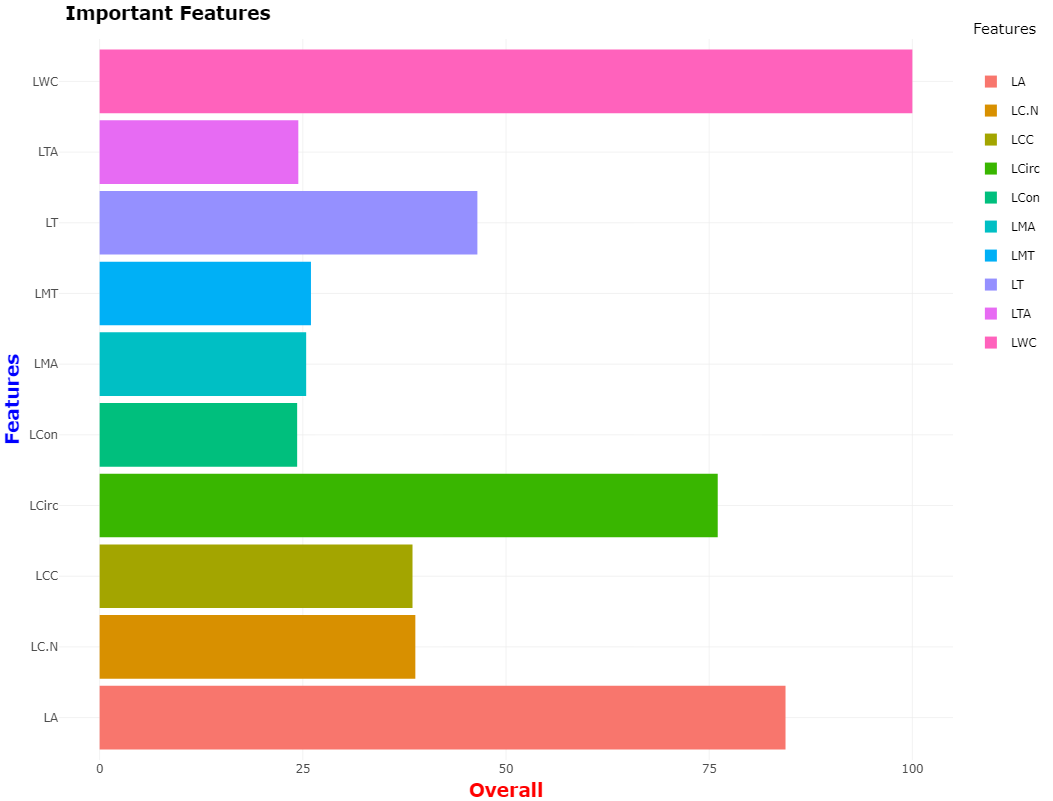 Important Features
Features
LWC
LTA
LT
LMT
LMA
LCon
LCirc
LCC
LC.N
LA
0 25 50 75 100
Overall
Features
LA
LC.N
LCC
LCirc
LCon
LMA
LMT
LT
LTA
LWC